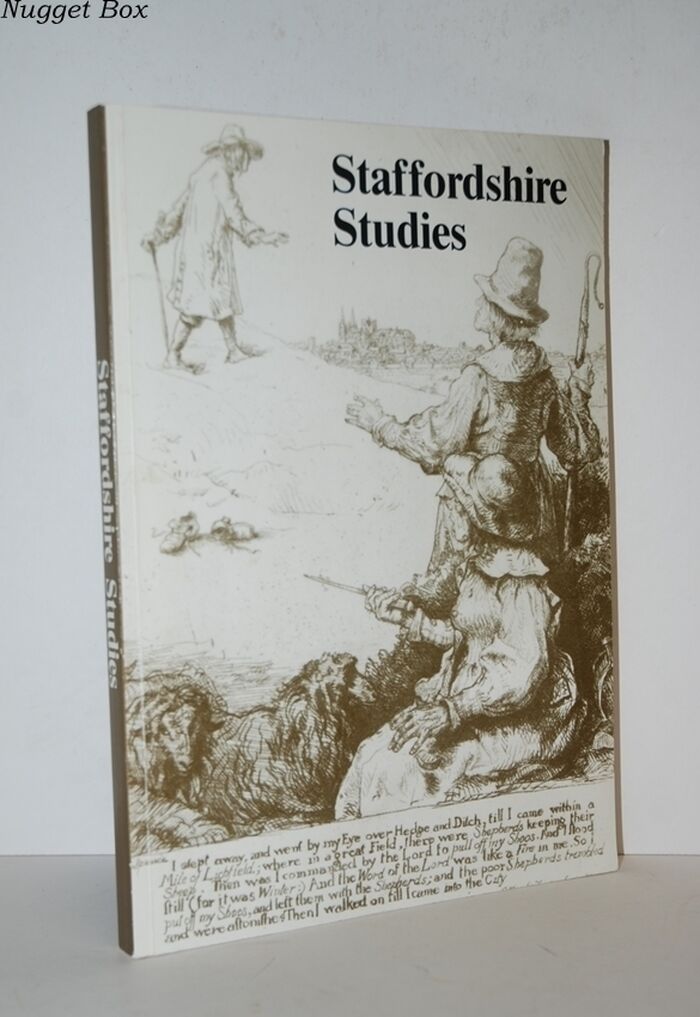 Nugget Box
Staffordshire
Studies
Staffordshire Studies
I slept away, and went by my Eye over Hedge and Ditch, till I came within a
Mile of Lichfield; where in a great Field, there were Shepherds keeping their
Sheep. Then was I commanded by the Lord to pull off my Shoos. And I stood
still (for it was Winter:) And the Word of the Lord was like a Fire in me. So I
put off my Shoos, and left them with the Shepherds; and the poor Shepherds trembled
and were astonished. Then I walked on till I came into the City